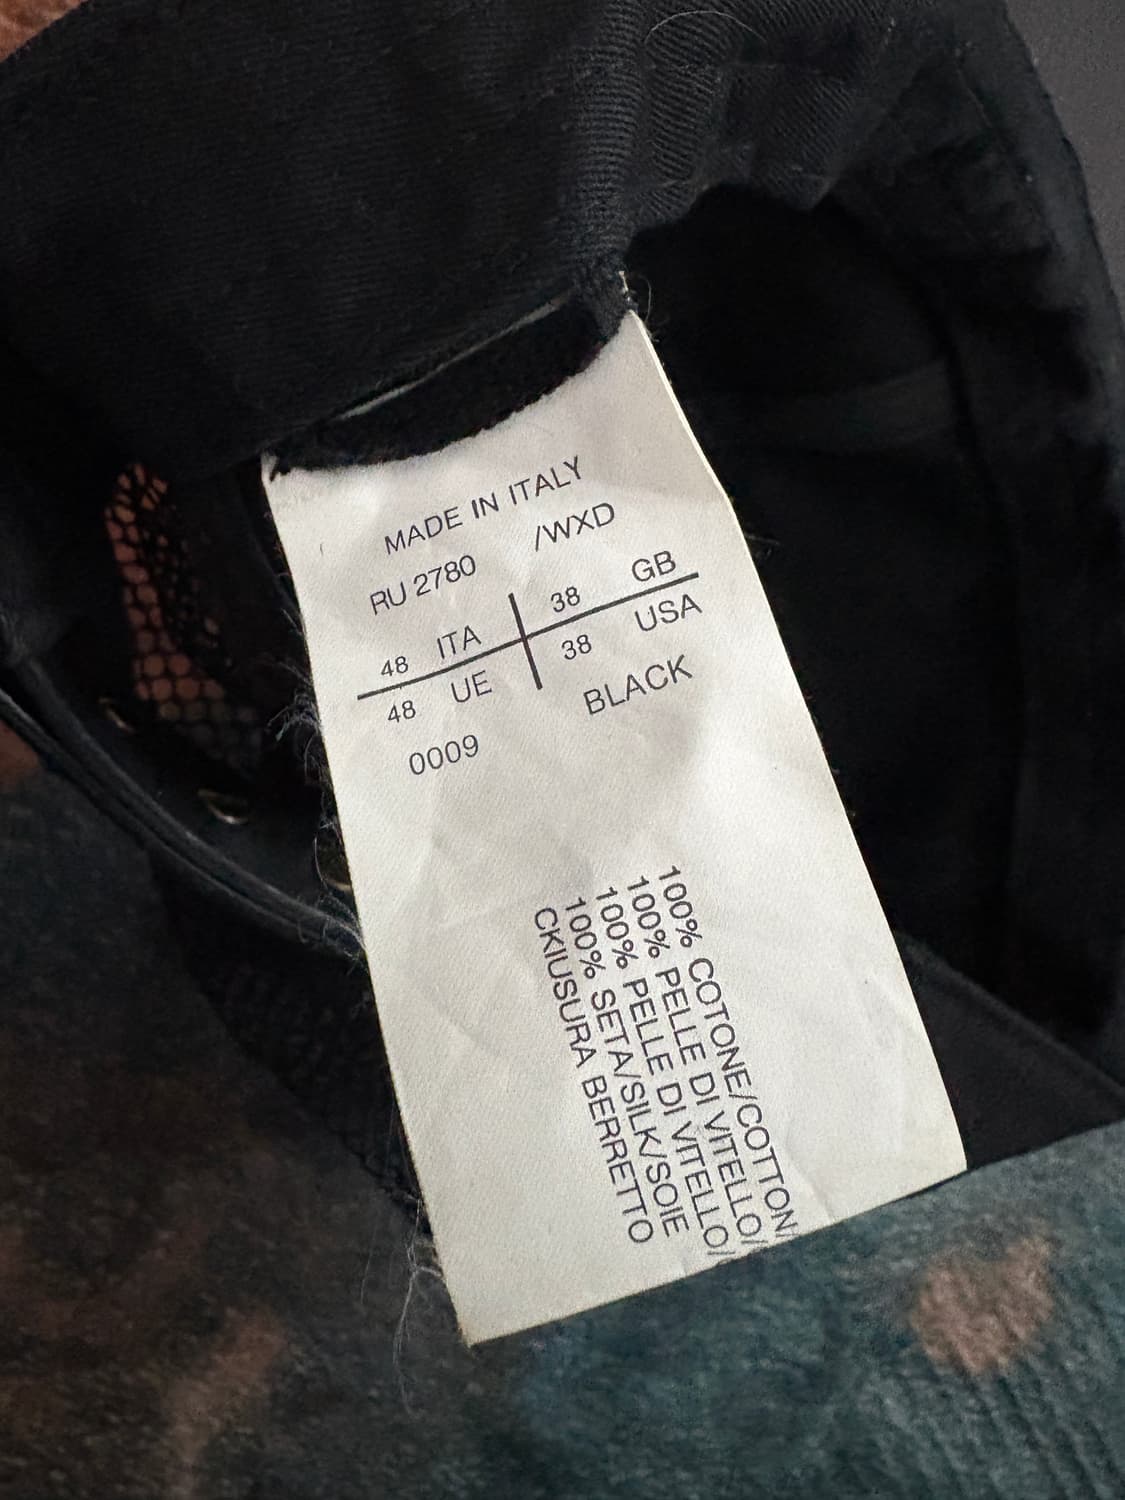 MADE IN ITALY
RU 2780 /WXD
48 ITA 38 GB
48 UE 38 USA
0009 BLACK
100% COTONE/COTTON/
100% PELLE DI VITELLO/
100% PELLE DI VITELLO/
100% SETA/SILK/SOIE
CKIUSURA BERRETTO